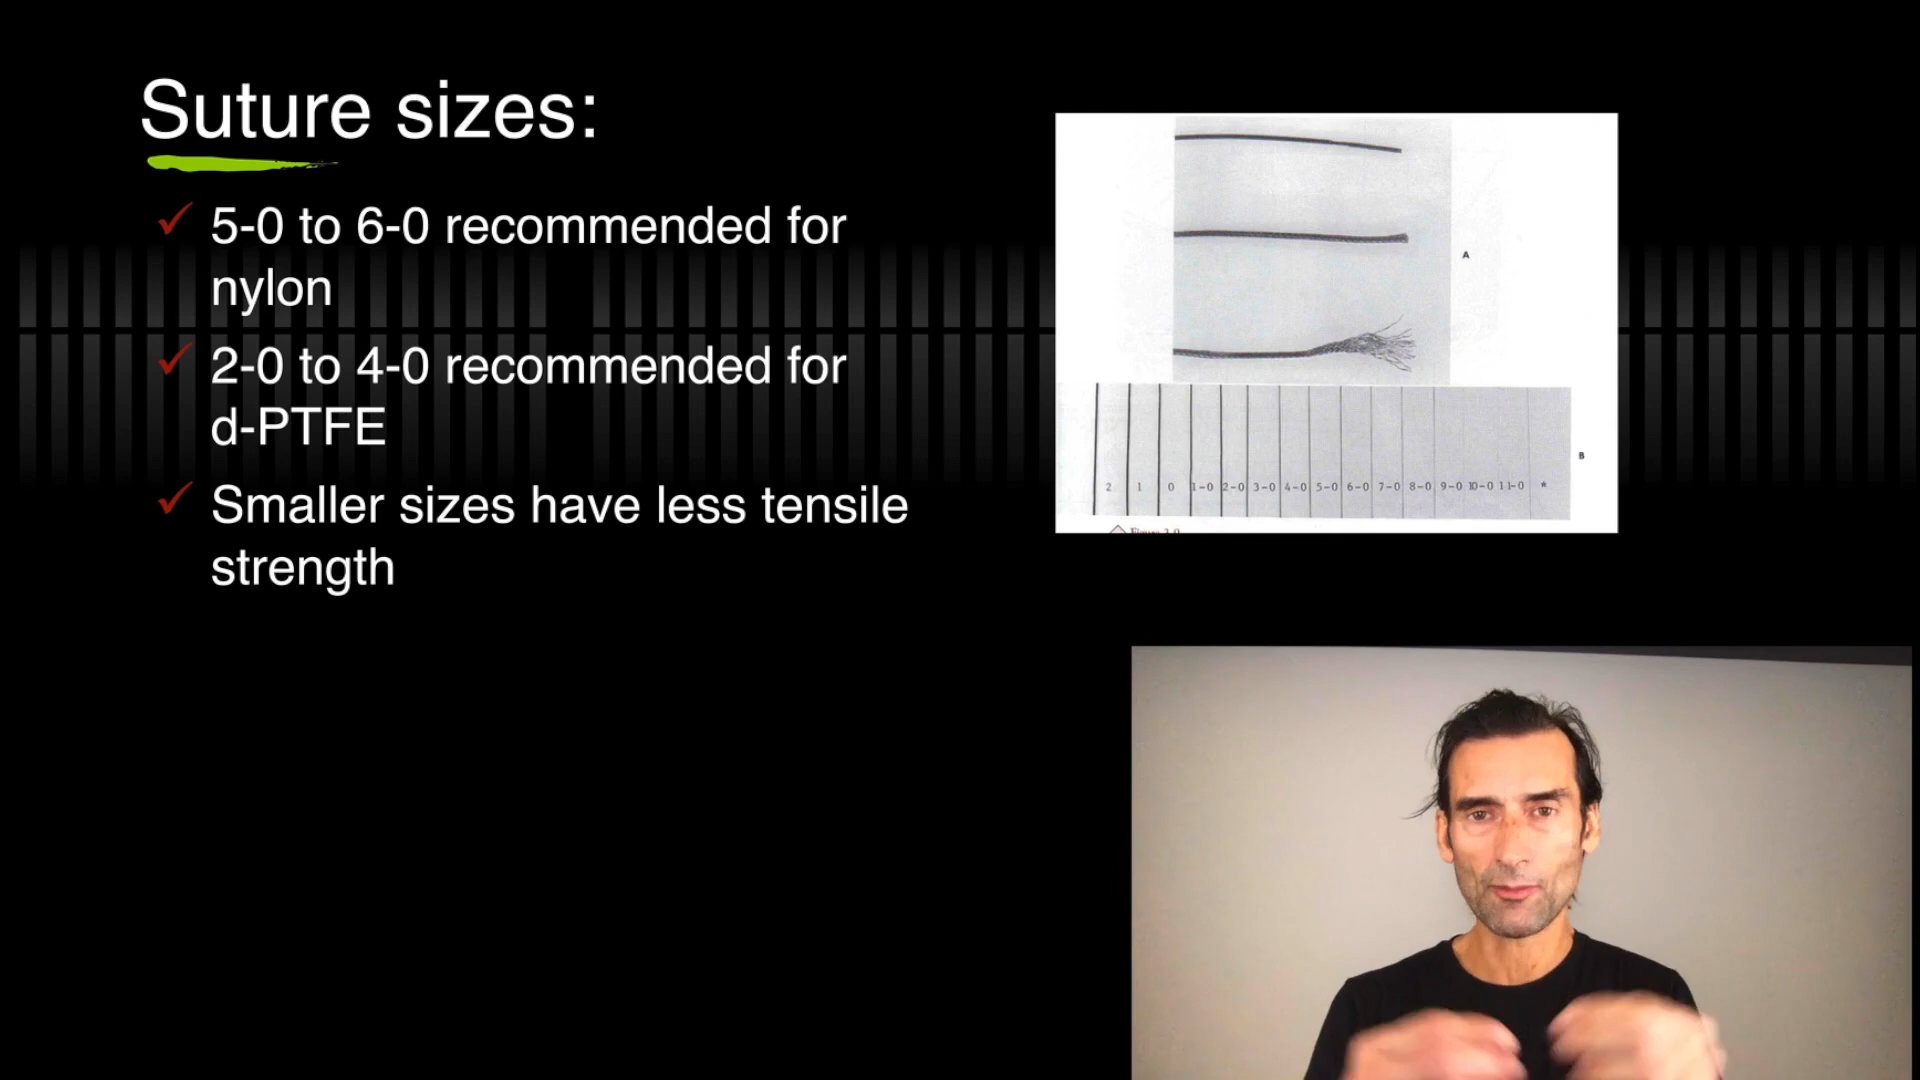 Suture sizes:
5-0 to 6-0 recommended for
nylon
2-0 to 4-0 recommended for
d-PTFE
Smaller sizes have less tensile
strength
A
B
2 1 0 1-0 2-0 3-0 4-0 5-0 6-0 7-0 8-0 9-0 10-0 11-0 *